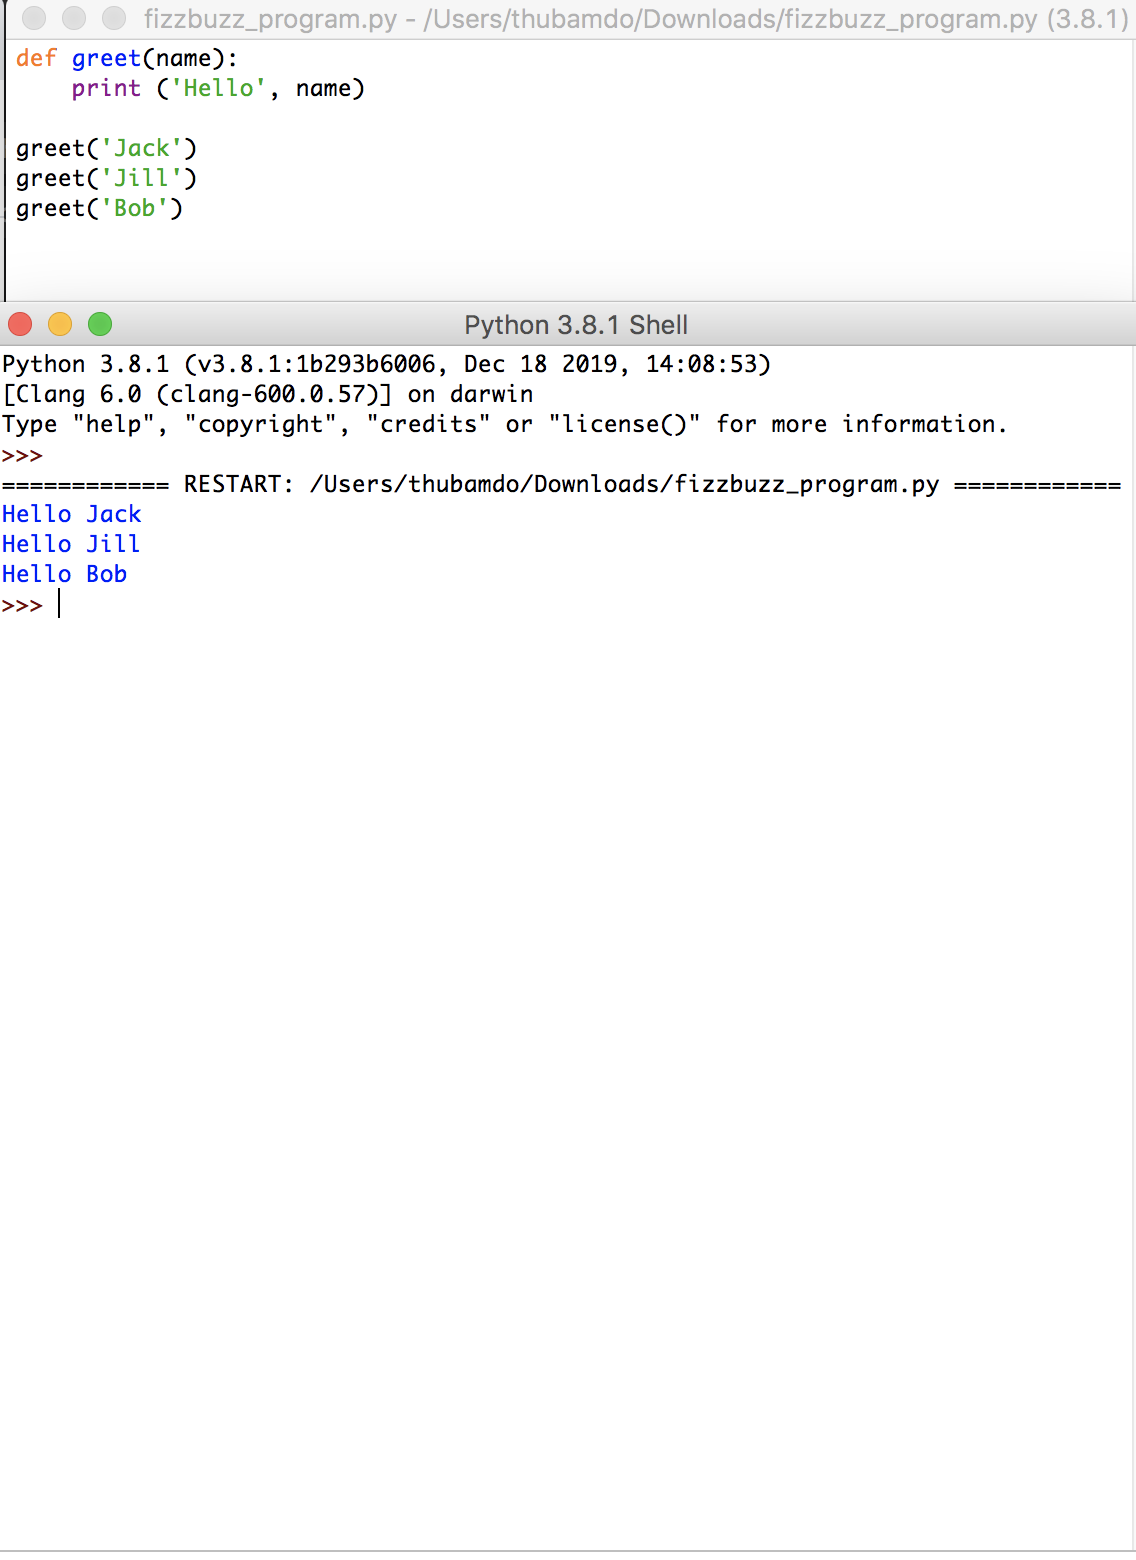 fizzbuzz_program.py - /Users/thubamdo/Downloads/fizzbuzz_program.py (3.8.1)
def greet(name):
    print ('Hello', name)

greet('Jack')
greet('Jill')
greet('Bob')
Python 3.8.1 Shell
Python 3.8.1 (v3.8.1:1b293b6006, Dec 18 2019, 14:08:53)
[Clang 6.0 (clang-600.0.57)] on darwin
Type "help", "copyright", "credits" or "license()" for more information.
>>>
============ RESTART: /Users/thubamdo/Downloads/fizzbuzz_program.py ============
Hello Jack
Hello Jill
Hello Bob
>>>